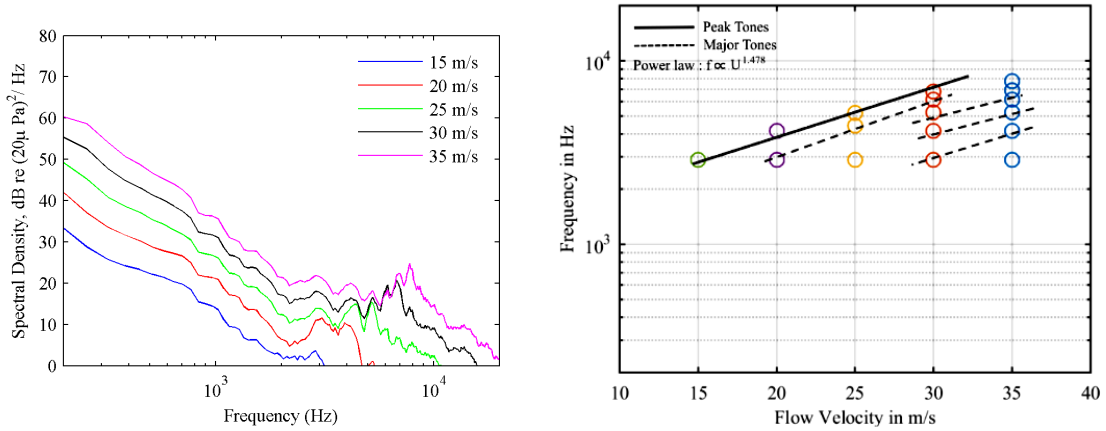 80
70
60
50
40
30
20
10
0
Spectral Density, dB re (20μ Pa)²/ Hz
15 m/s
20 m/s
25 m/s
30 m/s
35 m/s
10³
10⁴
Frequency (Hz)
Peak Tones
Major Tones
Power law : f ∝ U^1.478
10⁴
10³
Frequency in Hz
10 15 20 25 30 35 40
Flow Velocity in m/s